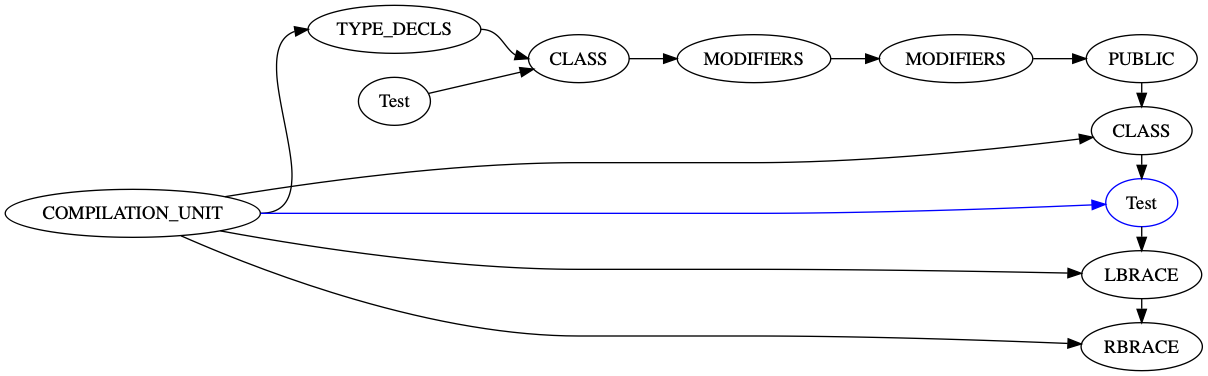 TYPE_DECLS
CLASS
MODIFIERS
MODIFIERS
PUBLIC
Test
CLASS
COMPILATION_UNIT
Test
LBRACE
RBRACE